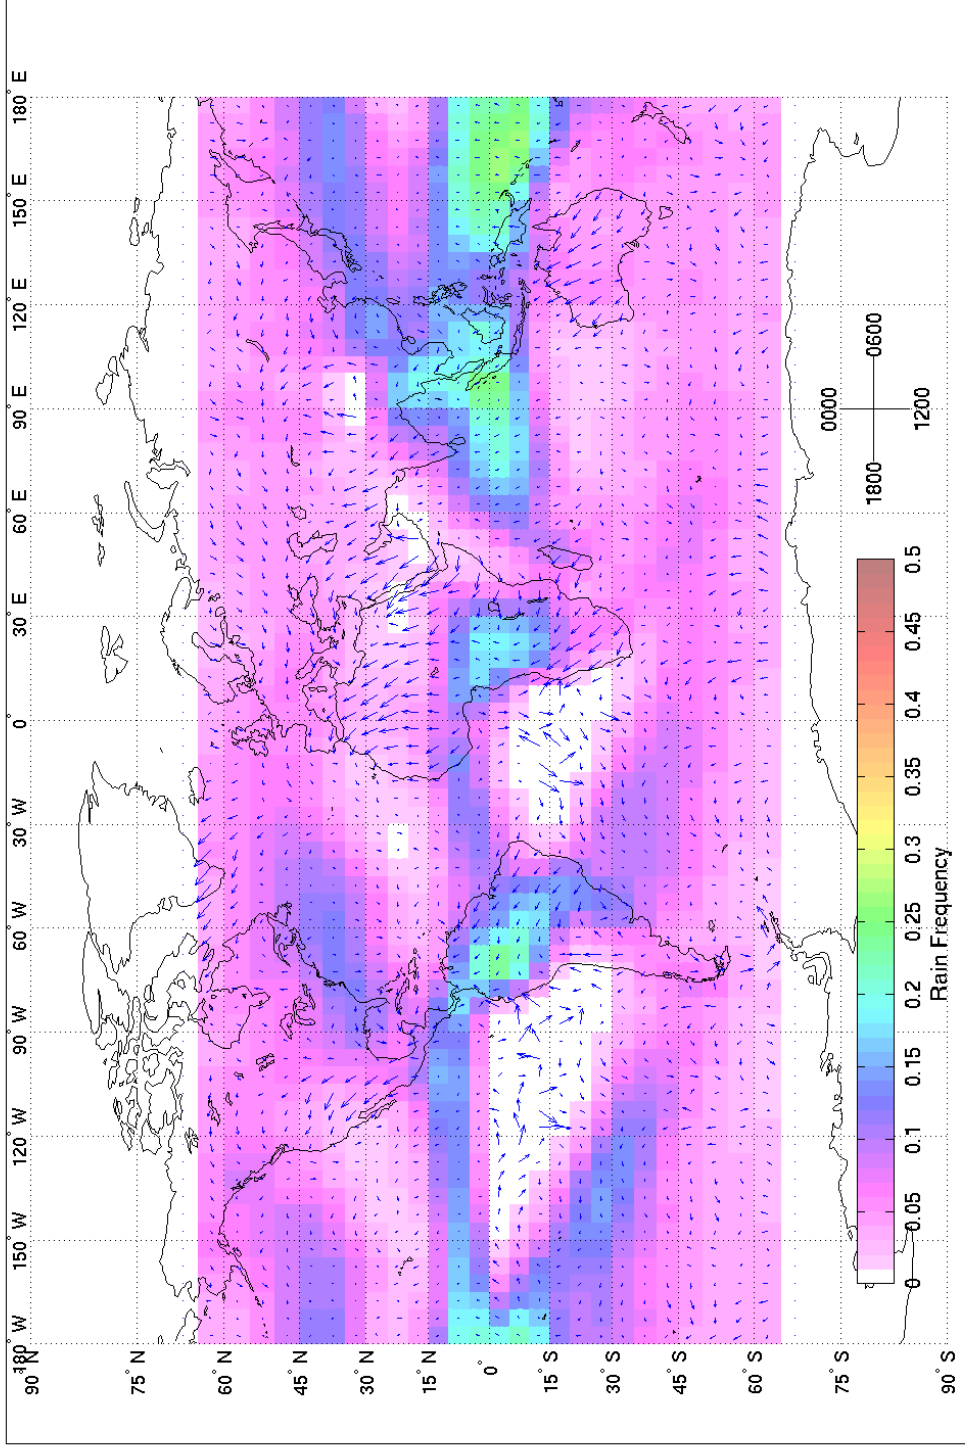 180° W
150° W
120° W
90° W
60° W
30° W
0°
30° E
60° E
90° E
120° E
150° E
180° E
90° N
75° N
60° N
45° N
30° N
15° N
0°
15° S
30° S
45° S
60° S
75° S
90° S
0000
0600
1200
1800
0
0.05
0.1
0.15
0.2
0.25
0.3
0.35
0.4
0.45
0.5
Rain Frequency